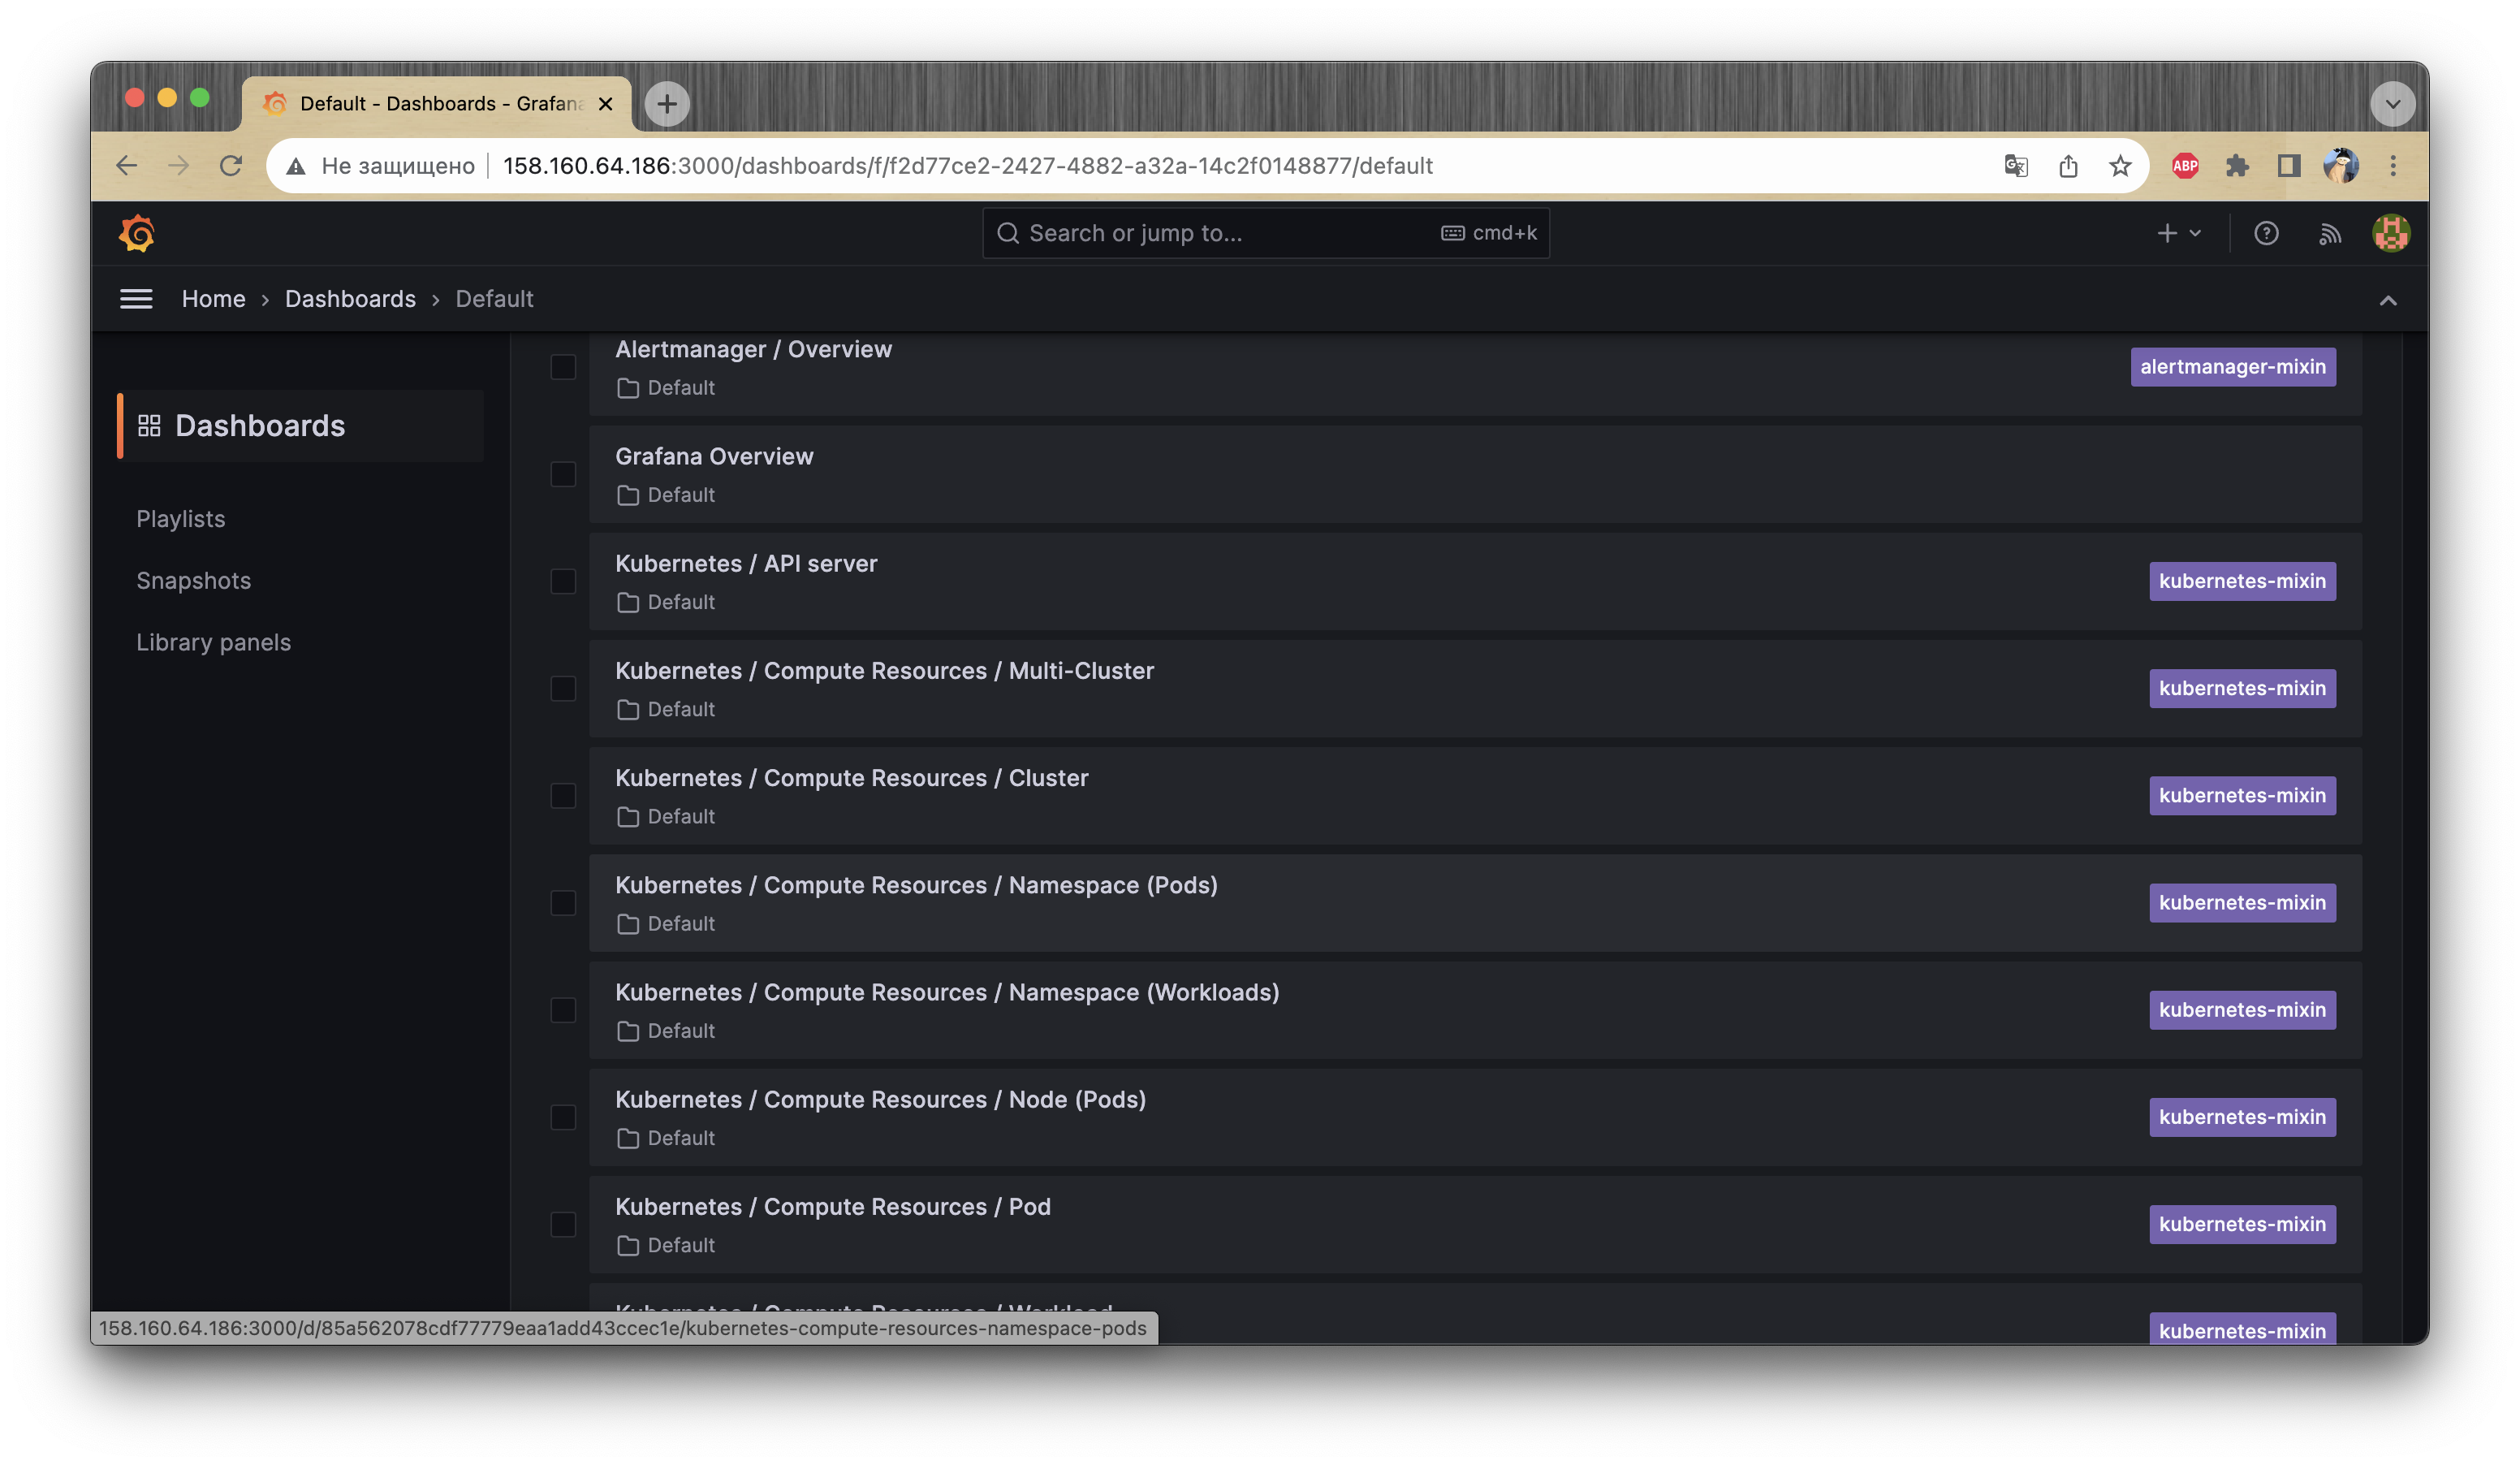 Default - Dashboards - Grafana
Не защищено 158.160.64.186:3000/dashboards/f/f2d77ce2-2427-4882-a32a-14c2f0148877/default
ABP
Search or jump to...
cmd+k
Home › Dashboards › Default
Dashboards
Playlists
Snapshots
Library panels
Alertmanager / Overview
Default
alertmanager-mixin
Grafana Overview
Default
Kubernetes / API server
Default
kubernetes-mixin
Kubernetes / Compute Resources / Multi-Cluster
Default
kubernetes-mixin
Kubernetes / Compute Resources / Cluster
Default
kubernetes-mixin
Kubernetes / Compute Resources / Namespace (Pods)
Default
kubernetes-mixin
Kubernetes / Compute Resources / Namespace (Workloads)
Default
kubernetes-mixin
Kubernetes / Compute Resources / Node (Pods)
Default
kubernetes-mixin
Kubernetes / Compute Resources / Pod
Default
kubernetes-mixin
Kubernetes / Compute Resources / Workload
kubernetes-mixin
158.160.64.186:3000/d/85a562078cdf77779eaa1add43ccec1e/kubernetes-compute-resources-namespace-pods